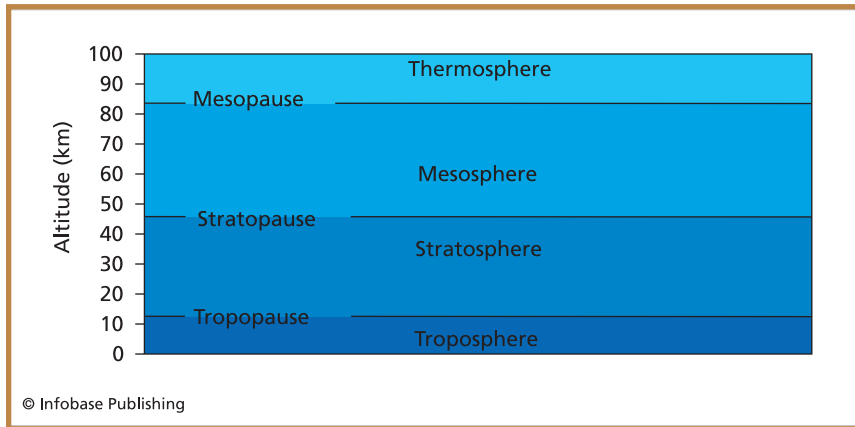 100
Thermosphere
90
Mesopause
80
70
Mesosphere
60
50
Stratopause
40
Stratosphere
30
20
Tropopause
10
Troposphere
0
Altitude (km)
© Infobase Publishing